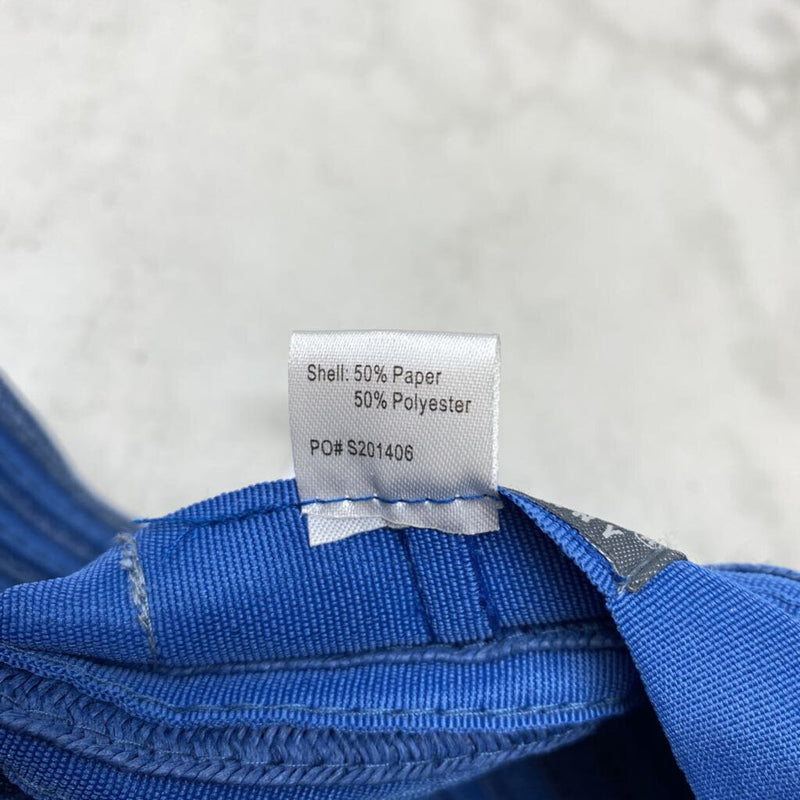 Shell: 50% Paper
50% Polyester
PO# S201406